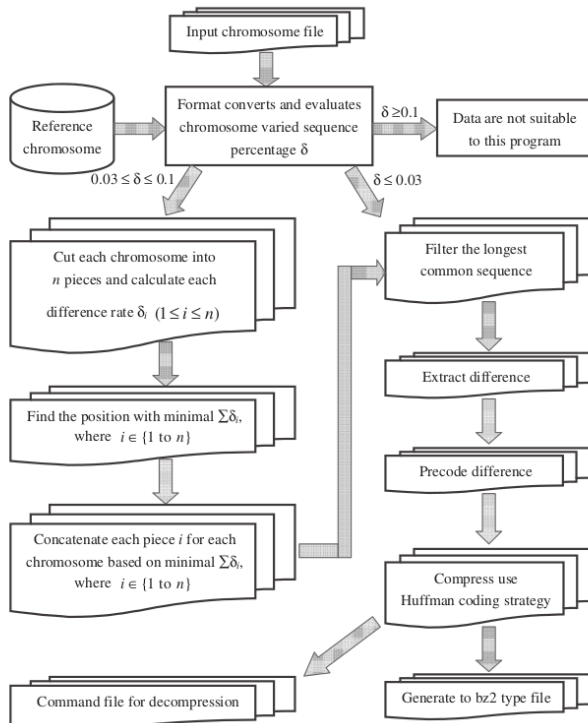 Input chromosome file
Reference
chromosome
Format converts and evaluates
chromosome varied sequence
percentage δ
δ ≥0.1
Data are not suitable
to this program
0.03 ≤ δ ≤ 0.1
δ ≤ 0.03
Cut each chromosome into
n pieces and calculate each
difference rate δi (1 ≤ i ≤ n)
Find the position with minimal ∑δi,
where i ∈ {1 to n}
Concatenate each piece i for each
chromosome based on minimal ∑δi,
where i ∈ {1 to n}
Filter the longest
common sequence
Extract difference
Precode difference
Compress use
Huffman coding strategy
Command file for decompression
Generate to bz2 type file